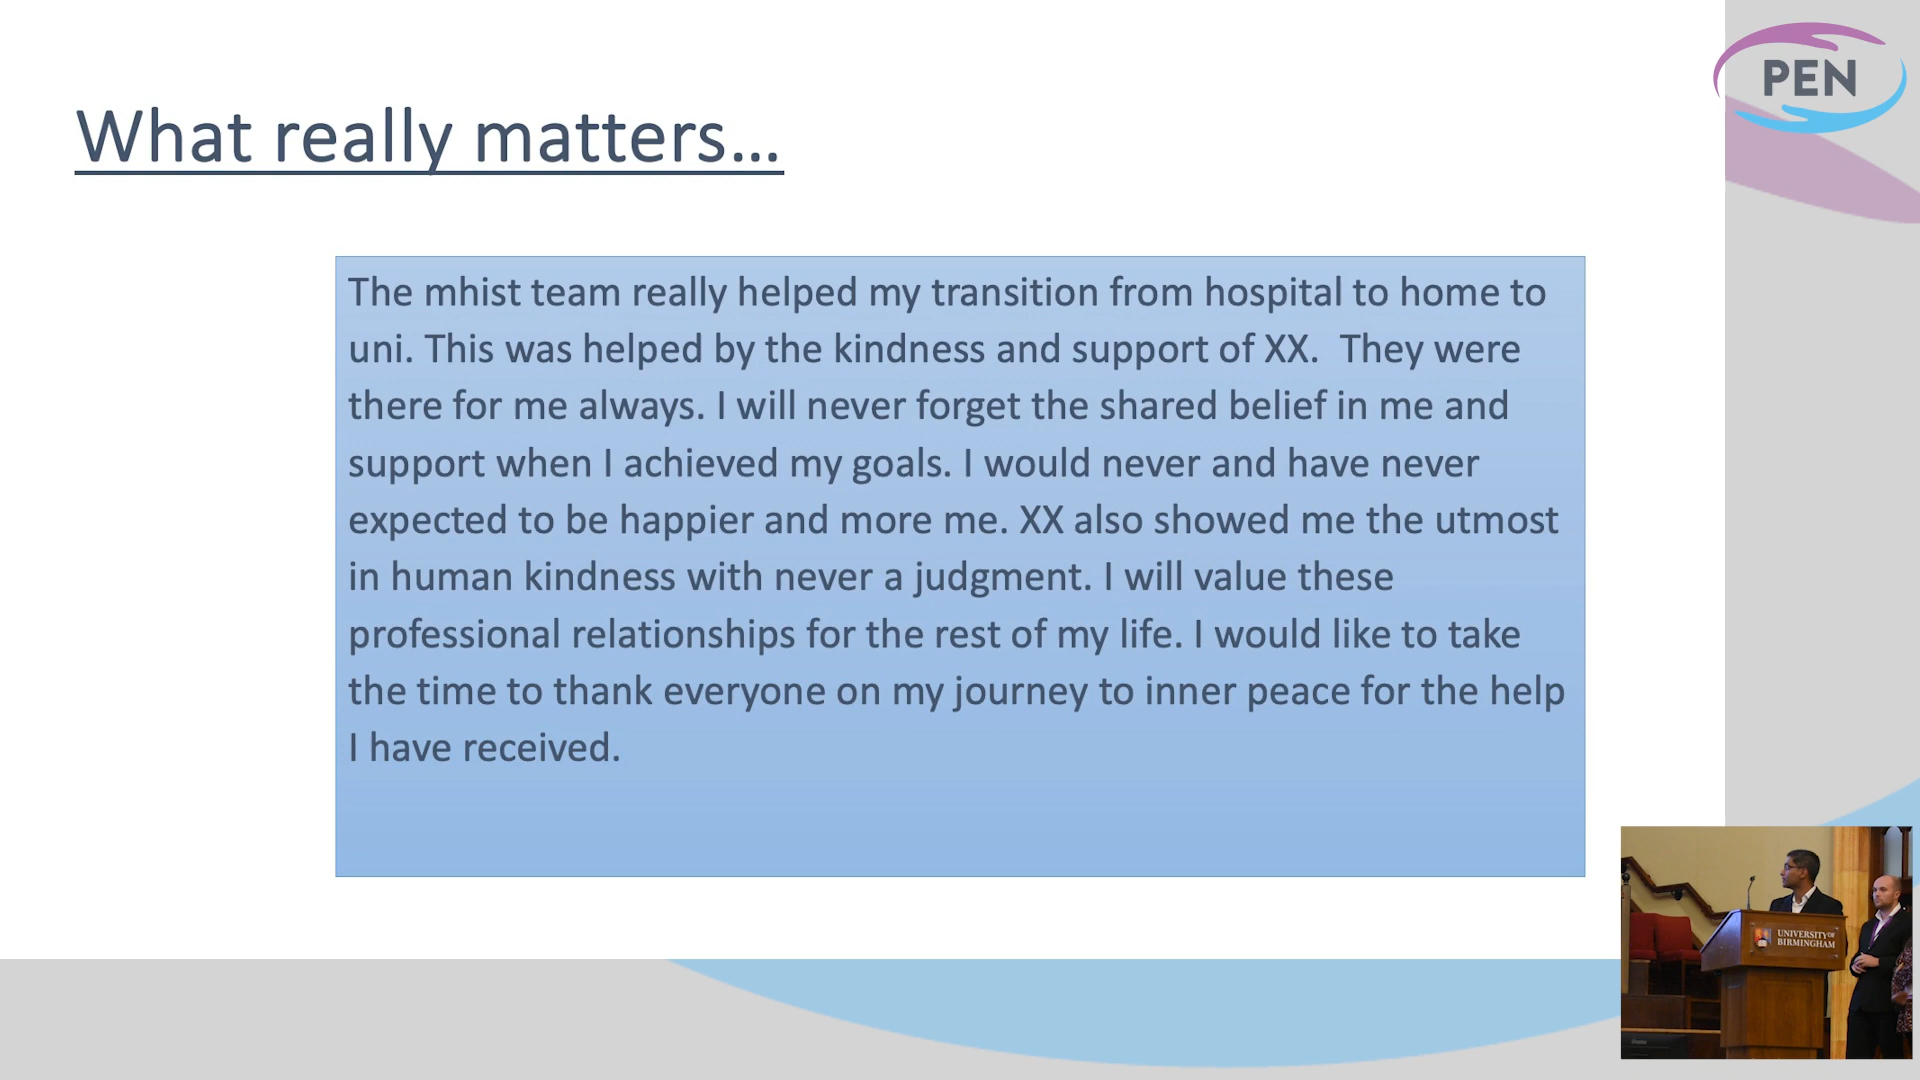 PEN
What really matters...
The mhist team really helped my transition from hospital to home to
uni. This was helped by the kindness and support of XX.  They were
there for me always. I will never forget the shared belief in me and
support when I achieved my goals. I would never and have never
expected to be happier and more me. XX also showed me the utmost
in human kindness with never a judgment. I will value these
professional relationships for the rest of my life. I would like to take
the time to thank everyone on my journey to inner peace for the help
I have received.
UNIVERSITY OF
BIRMINGHAM